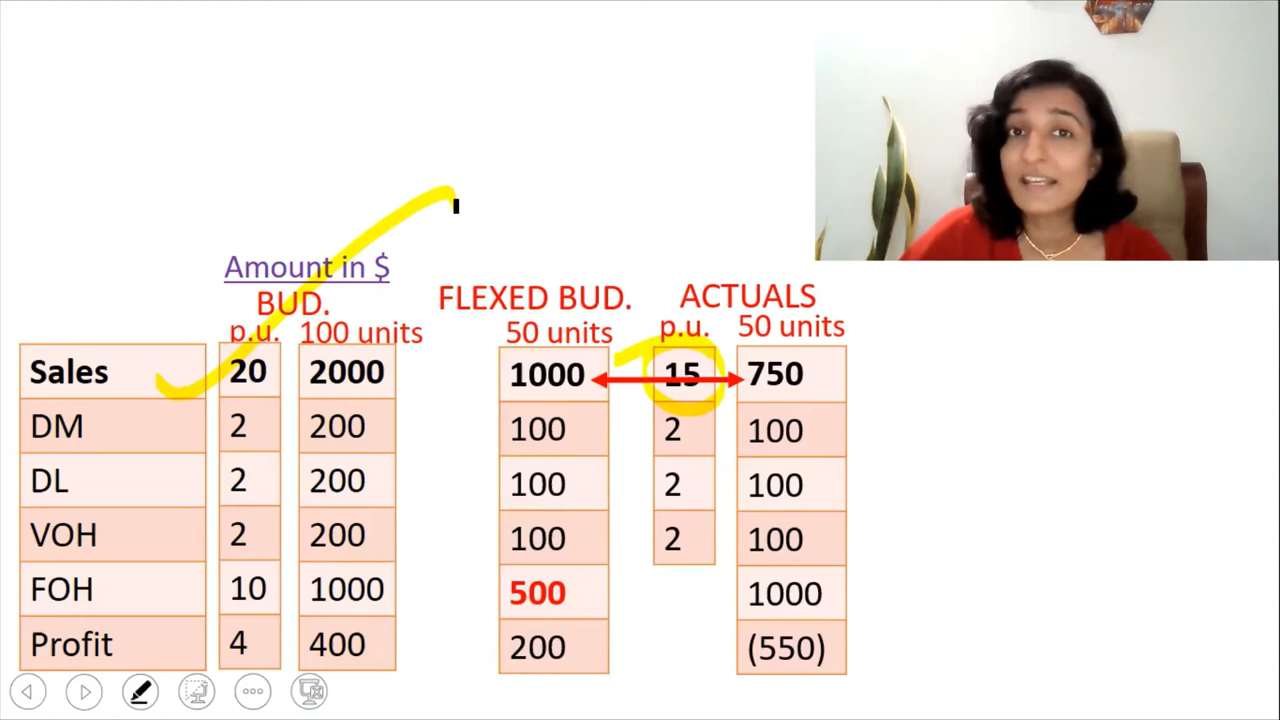 Amount in $
BUD. FLEXED BUD. ACTUALS
p.u. 100 units 50 units p.u. 50 units
Sales 20 2000 1000 15 750
DM 2 200 100 2 100
DL 2 200 100 2 100
VOH 2 200 100 2 100
FOH 10 1000 500 1000
Profit 4 400 200 (550)